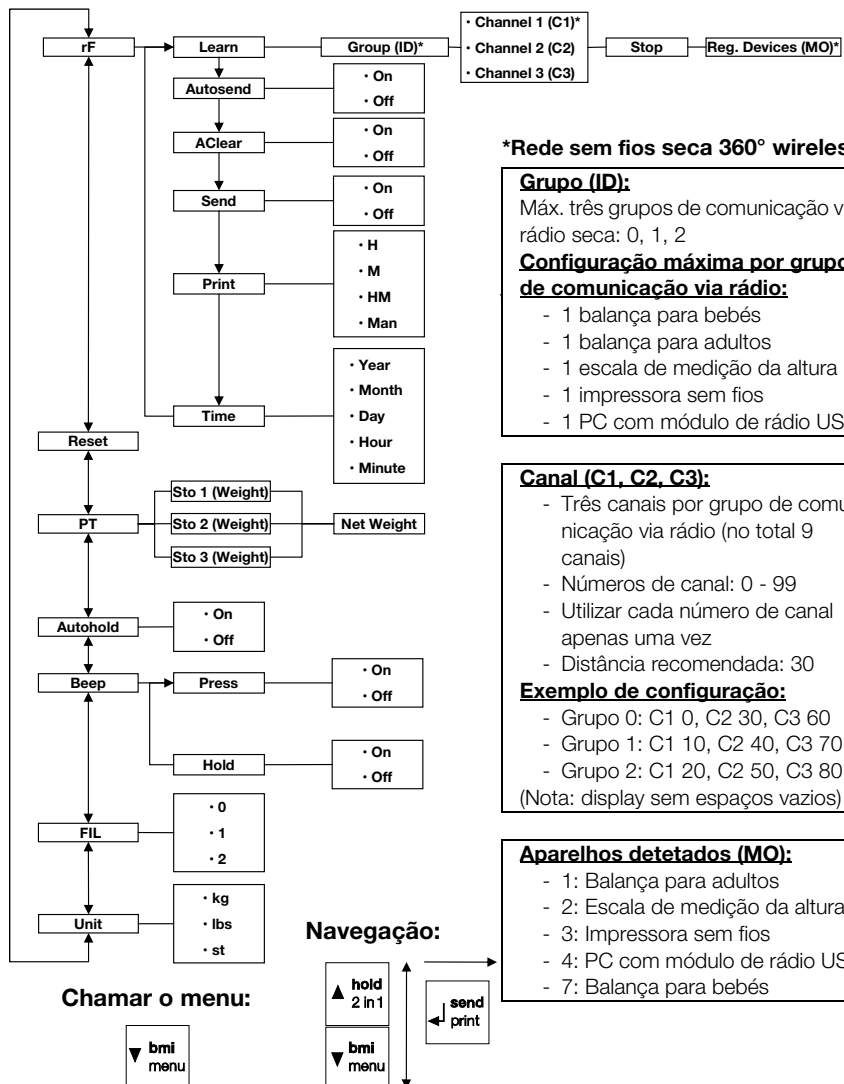 rF
Learn
Group (ID)*
· Channel 1 (C1)*
· Channel 2 (C2)
· Channel 3 (C3)
Stop
Reg. Devices (MO)*
Autosend
· On
· Off
AClear
· On
· Off
Send
· On
· Off
Print
· H
· M
· HM
· Man
Time
· Year
· Month
· Day
· Hour
· Minute
Reset
PT
Sto 1 (Weight)
Sto 2 (Weight)
Sto 3 (Weight)
Net Weight
Autohold
· On
· Off
Beep
Press
· On
· Off
Hold
· On
· Off
FIL
· 0
· 1
· 2
Unit
· kg
· lbs
· st
Chamar o menu:
▼ bmi
menu
Navegação:
▲ hold
2 in 1
▼ bmi
menu
send
print
*Rede sem fios seca 360° wireles
Grupo (ID):
Máx. três grupos de comunicação v
rádio seca: 0, 1, 2
Configuração máxima por grupo
de comunicação via rádio:
- 1 balança para bebés
- 1 balança para adultos
- 1 escala de medição da altura
- 1 impressora sem fios
- 1 PC com módulo de rádio US
Canal (C1, C2, C3):
- Três canais por grupo de comu
nicação via rádio (no total 9
canais)
- Números de canal: 0 - 99
- Utilizar cada número de canal
apenas uma vez
- Distância recomendada: 30
Exemplo de configuração:
- Grupo 0: C1 0, C2 30, C3 60
- Grupo 1: C1 10, C2 40, C3 70
- Grupo 2: C1 20, C2 50, C3 80
(Nota: display sem espaços vazios)
Aparelhos detetados (MO):
- 1: Balança para adultos
- 2: Escala de medição da altura
- 3: Impressora sem fios
- 4: PC com módulo de rádio US
- 7: Balança para bebés